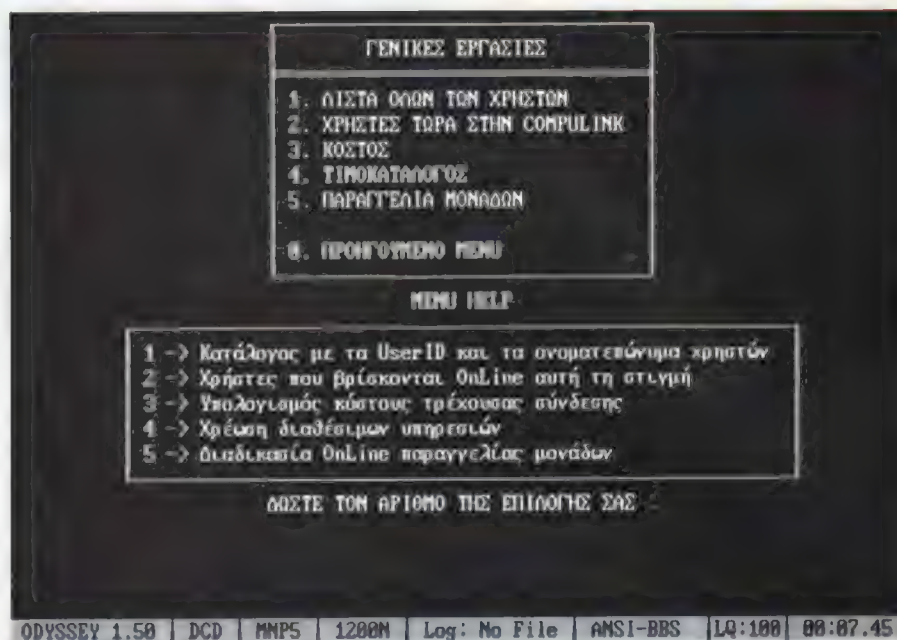 ΓΕΝΙΚΕΣ ΕΡΓΑΣΙΕΣ
1. ΛΙΣΤΑ ΟΛΩΝ ΤΩΝ ΧΡΗΣΤΩΝ
2. ΧΡΗΣΤΕΣ ΤΩΡΑ ΣΤΗΝ COMPULINK
3. ΚΟΣΤΟΣ
4. ΤΙΜΟΚΑΤΑΛΟΓΟΣ
5. ΠΑΡΑΓΓΕΛΙΑ ΜΟΝΑΔΩΝ
0. ΠΡΟΗΓΟΥΜΕΝΟ MENU
MENU HELP
1 -> Κατάλογος με τα UserID και τα ονοματεπώνυμα χρηστών
2 -> Χρήστες που βρίσκονται OnLine αυτή τη στιγμή
3 -> Υπολογισμός κόστους τρέχουσας σύνδεσης
4 -> Χρέωση διαθέσιμων υπηρεσιών
5 -> Διαδικασία OnLine παραγγελίας μονάδων
ΔΩΣΤΕ ΤΟΝ ΑΡΙΘΜΟ ΤΗΣ ΕΠΙΛΟΓΗΣ ΣΑΣ
ODYSSEY 1.50 | DCD | MNP5 | 1200N | Log: No File | ANSI-BBS | LQ:100 | 00:07.45